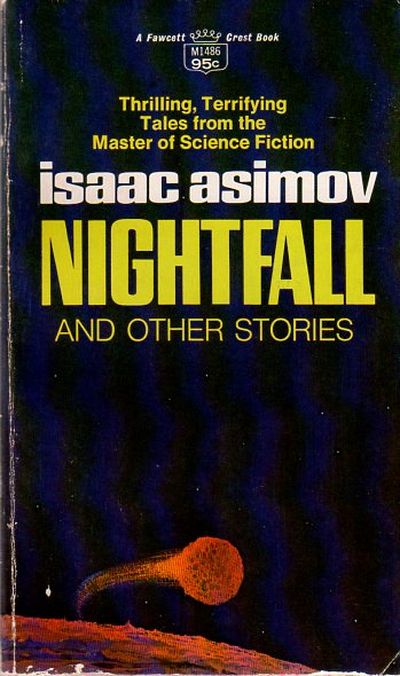 A Fawcett Crest Book
M1486
95c
Thrilling, Terrifying
Tales from the
Master of Science Fiction
isaac asimov
NIGHTFALL
AND OTHER STORIES